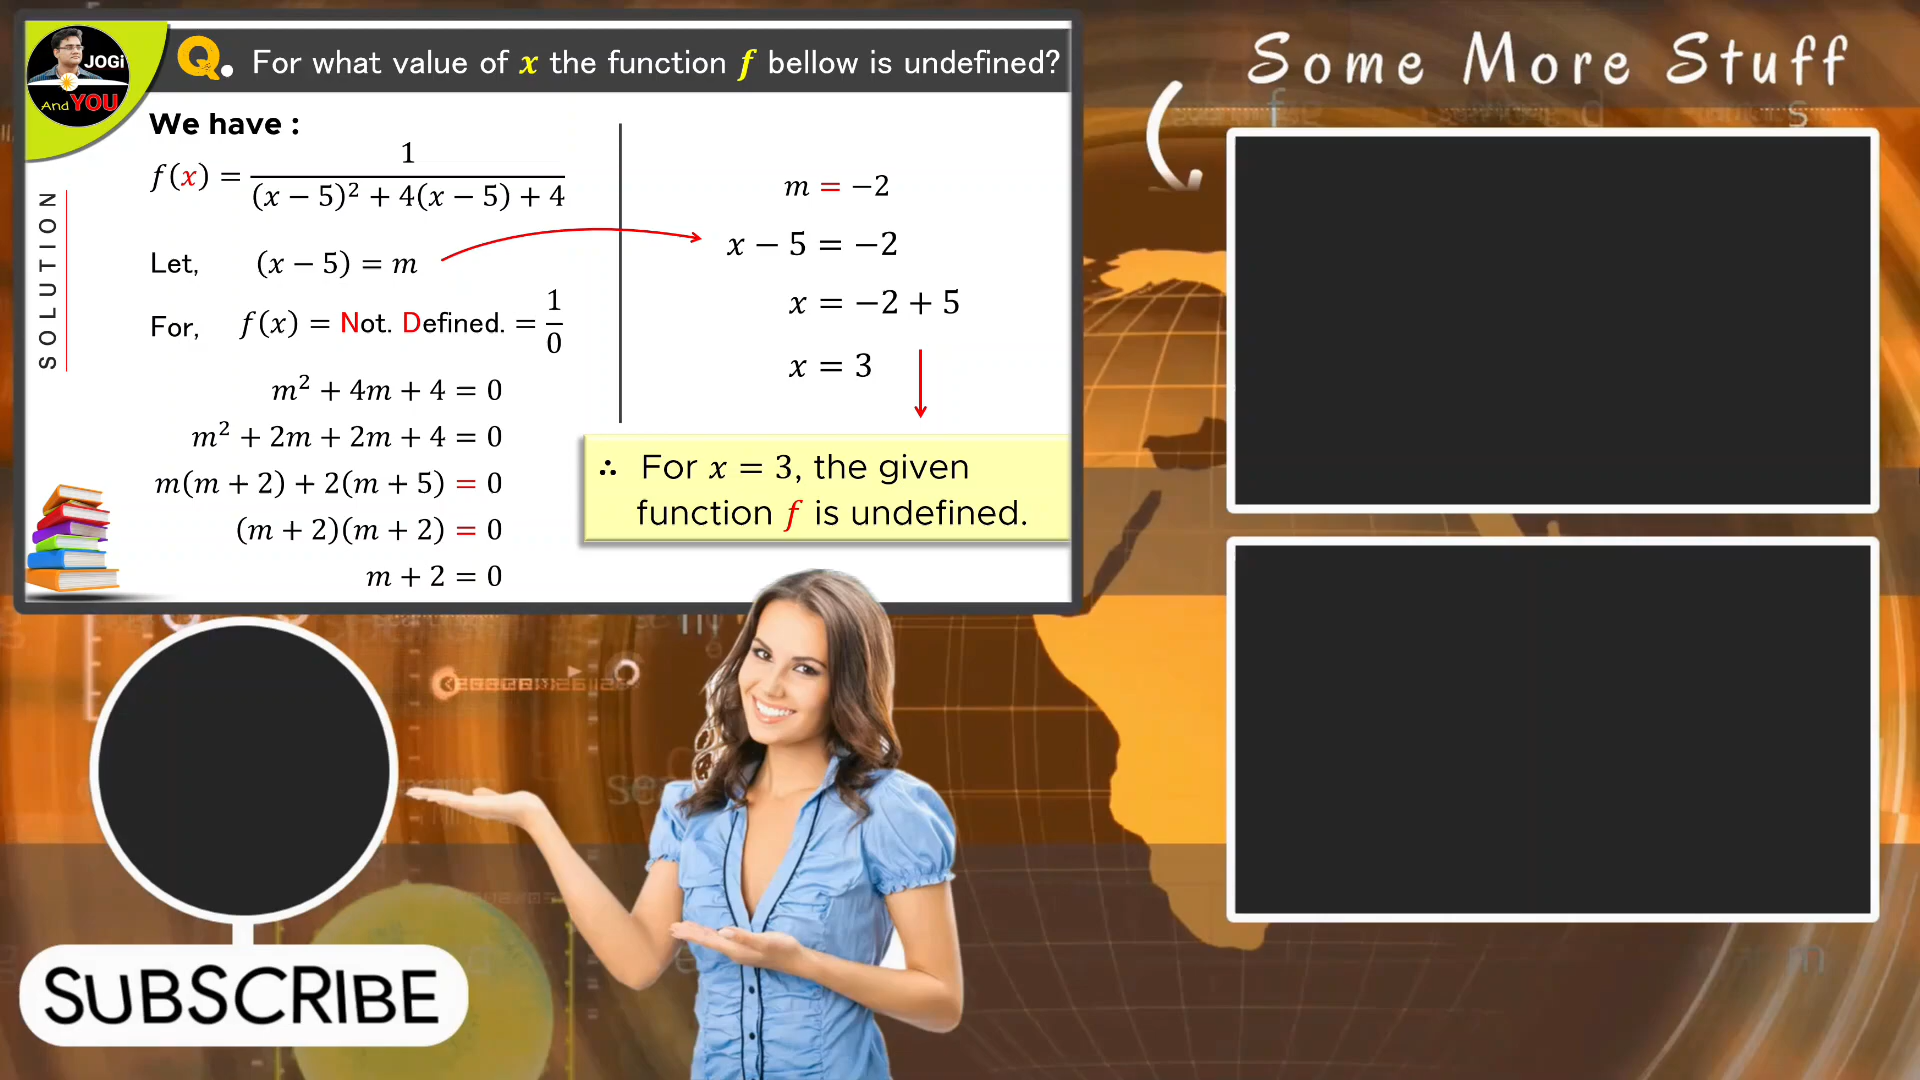 JOGi
And YOU
Q. For what value of x the function f bellow is undefined?
We have :
f(x) = 1 / (x − 5)² + 4(x − 5) + 4
Let, (x − 5) = m
For, f(x) = Not. Defined. = 1/0
m² + 4m + 4 = 0
m² + 2m + 2m + 4 = 0
m(m + 2) + 2(m + 5) = 0
(m + 2)(m + 2) = 0
m + 2 = 0
SOLUTION
m = −2
x − 5 = −2
x = −2 + 5
x = 3
∴ For x = 3, the given
function f is undefined.
Some More Stuff
SUBSCRIBE